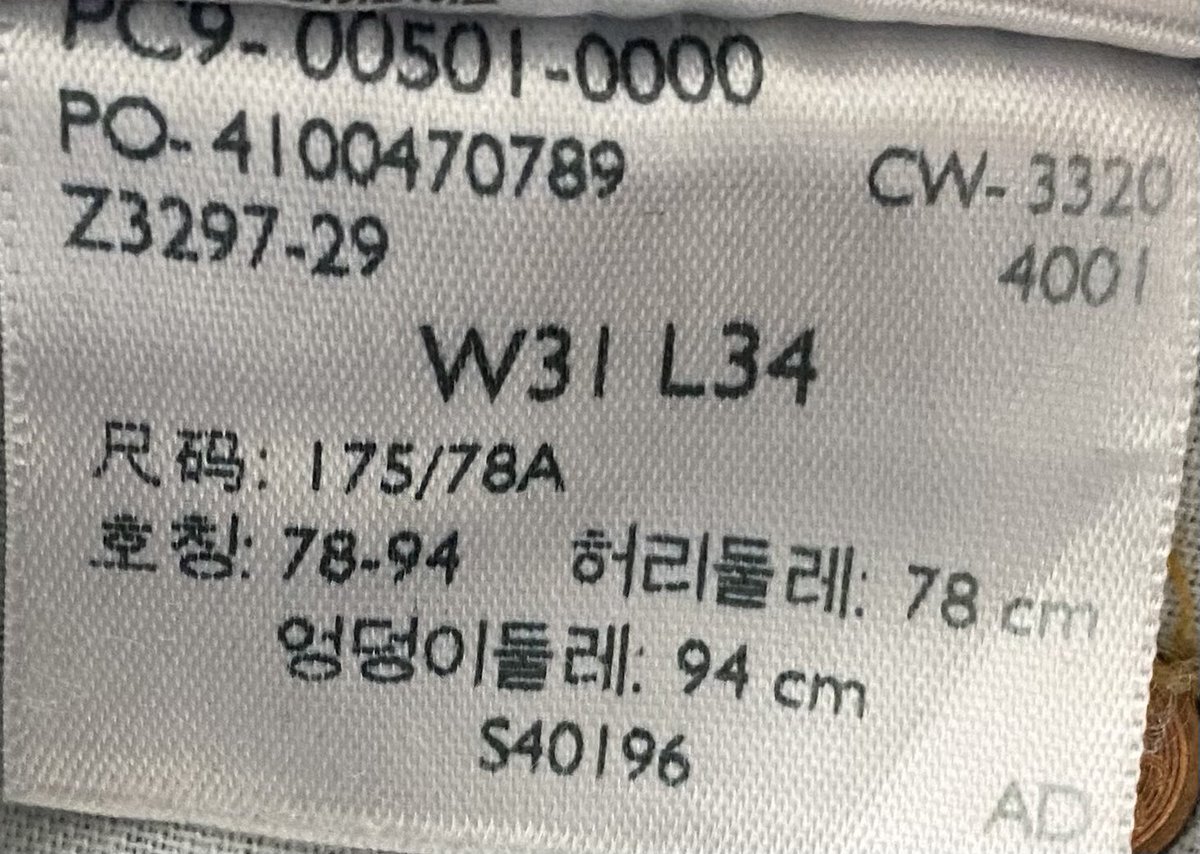 PC9-00501-0000
PO-4100470789 CW-3320
Z3297-29 4001
W31 L34
尺码: 175/78A
호칭: 78-94 허리둘레: 78 cm
엉덩이둘레: 94 cm
S40196
AD